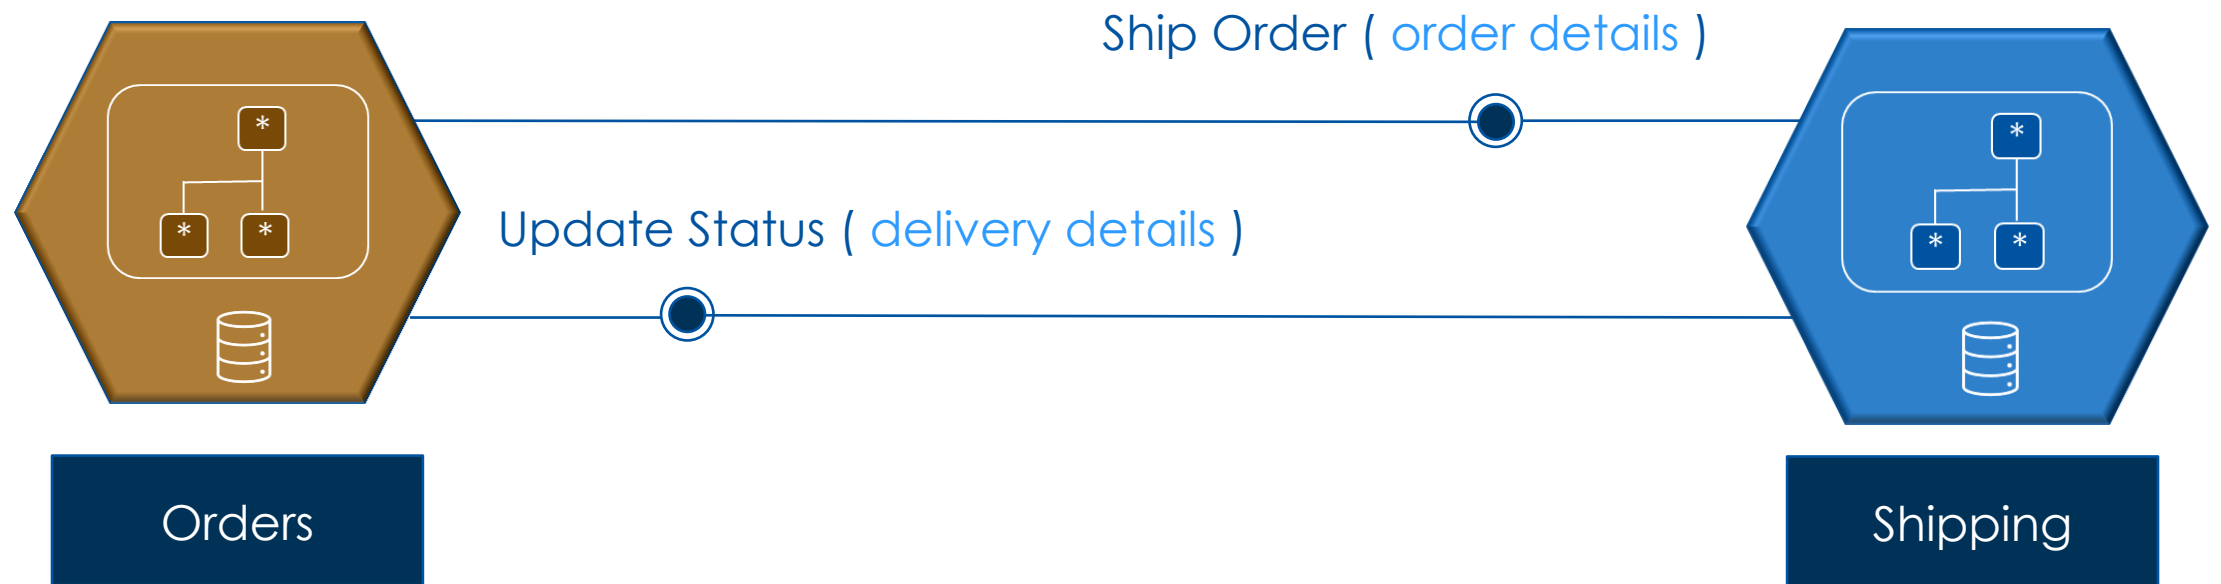 Ship Order ( order details )
*
*
* *
* *
Update Status ( delivery details )
Orders
Shipping